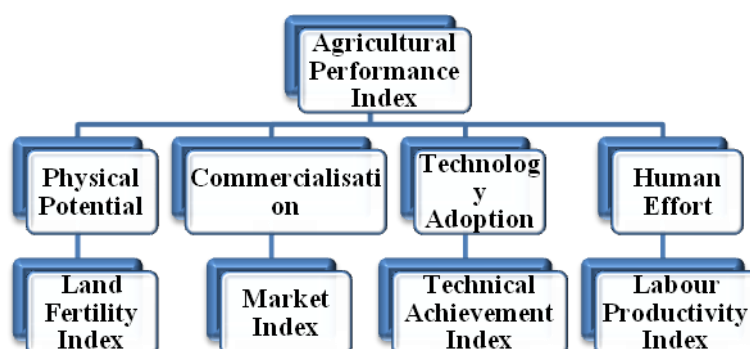 Agricultural
Performance
Index
Physical
Potential
Commercialisati
on
Technolog
y
Adoption
Human
Effort
Land
Fertility
Index
Market
Index
Technical
Achievement
Index
Labour
Productivity
Index